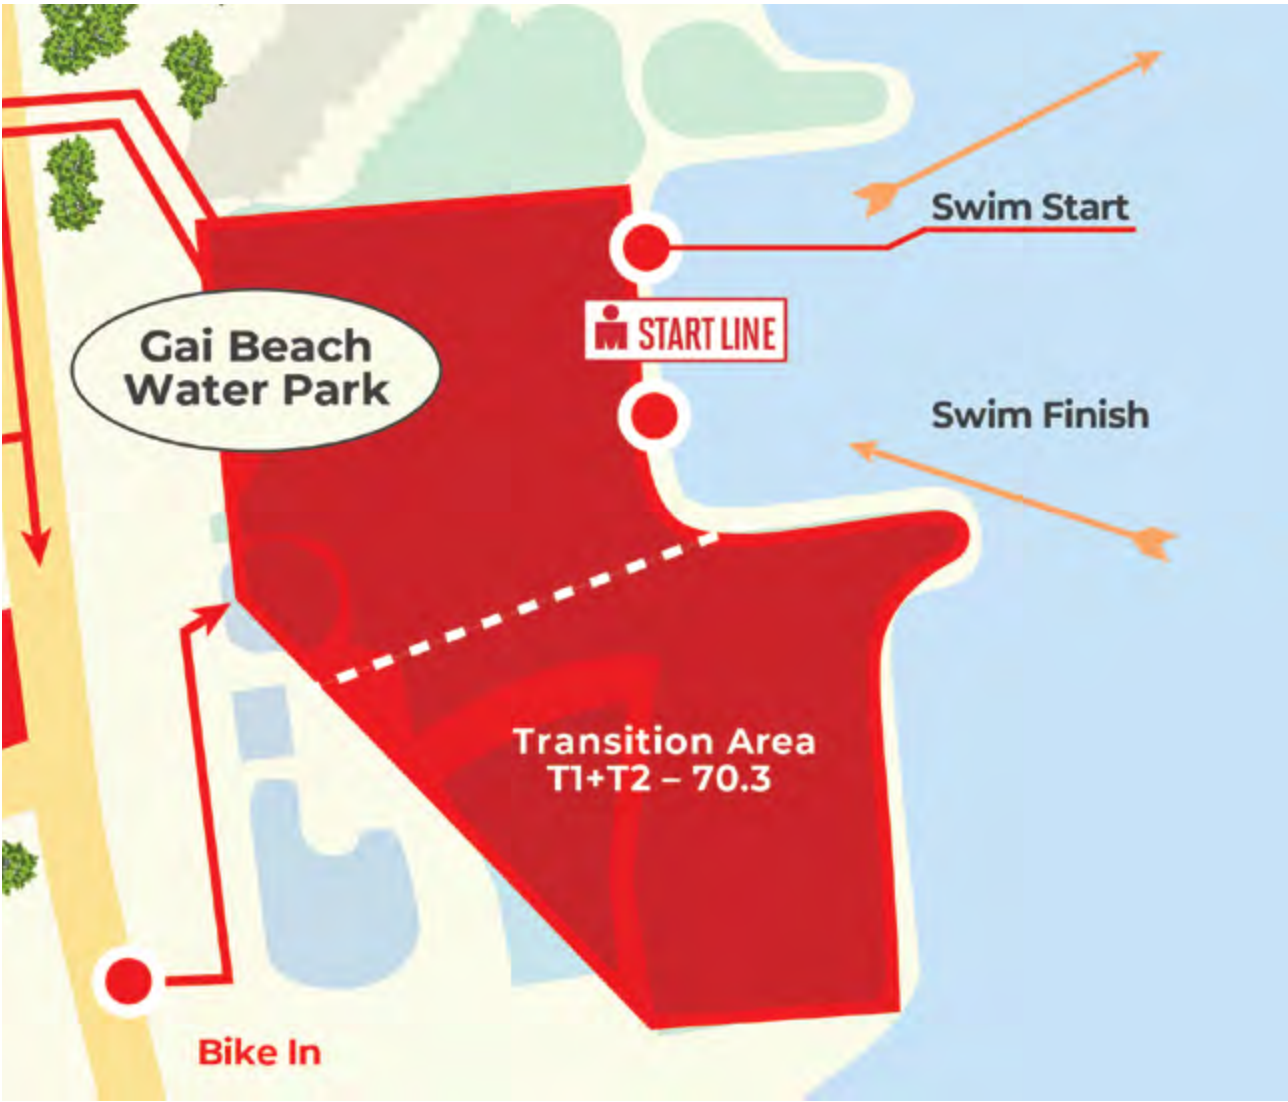 Swim Start
START LINE
Gai Beach
Water Park
Swim Finish
Transition Area
T1+T2 – 70.3
Bike In